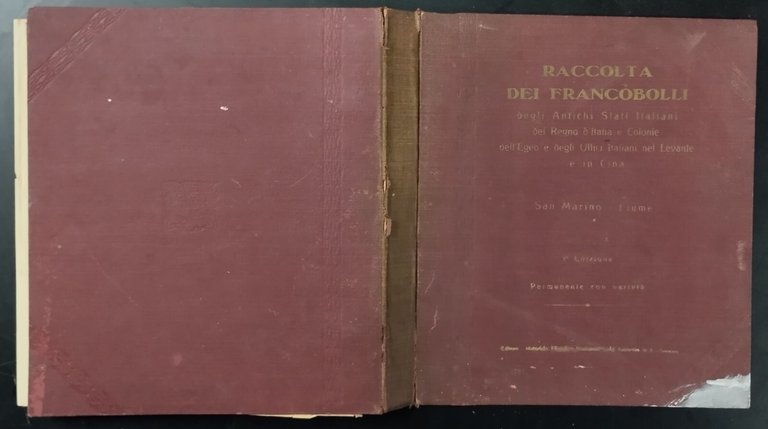 RACCOLTA
DEI FRANCOBOLLI
degli Antichi Stati Italiani
del Regno d'Italia e Colonie
dell'Egeo e degli Uffici Italiani nel Levante
e in Cina
San Marino - Fiume
Edizione
Permanente con varietà